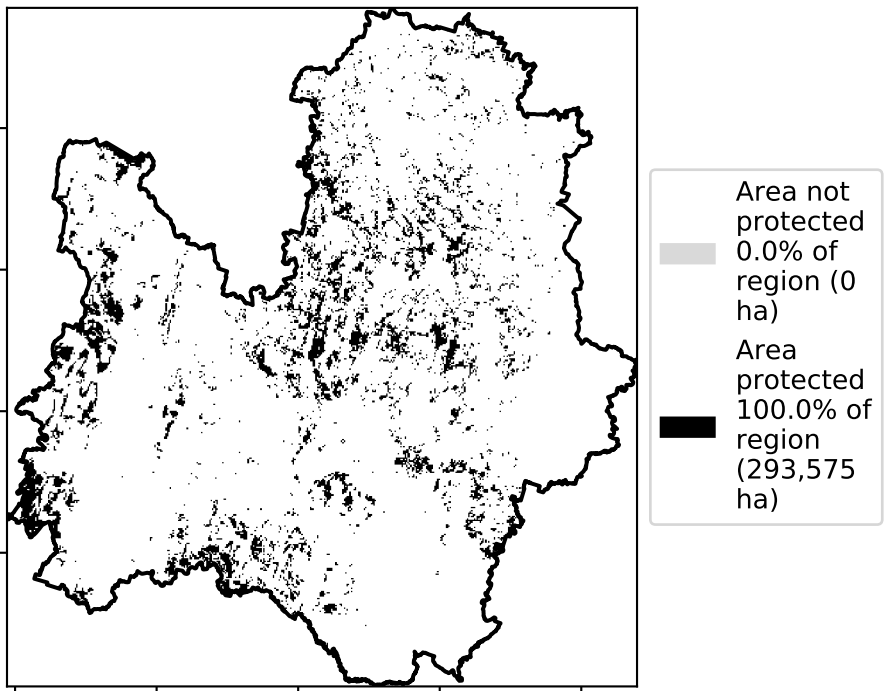 Area not
protected
0.0% of
region (0
ha)
Area
protected
100.0% of
region
(293,575
ha)